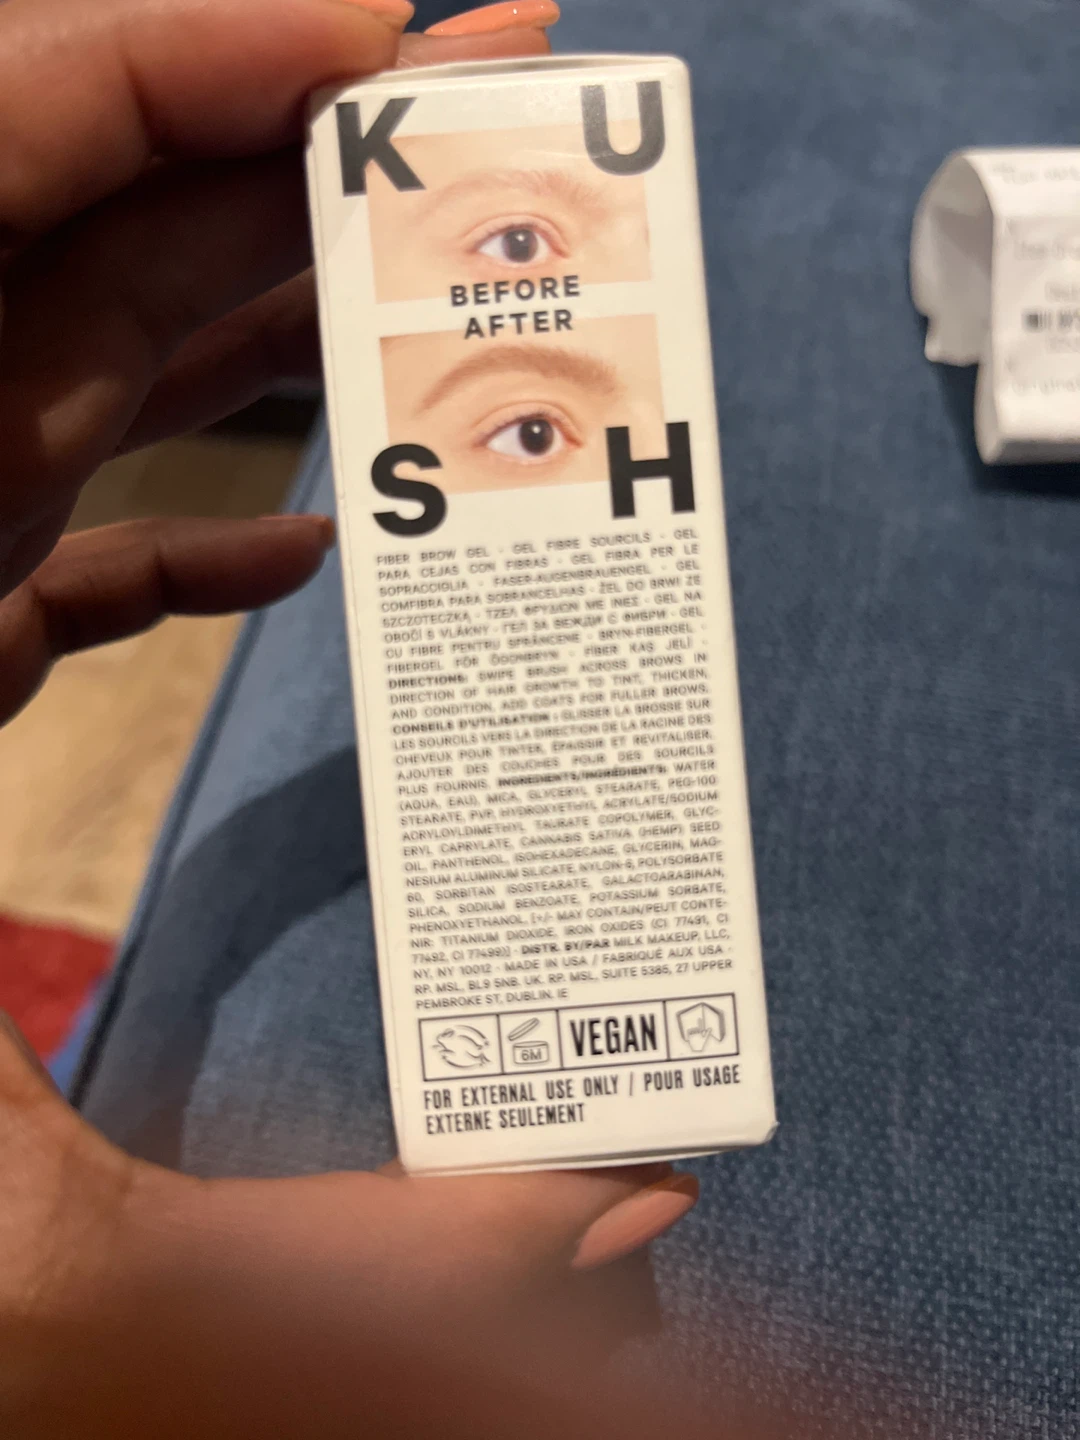 K U
BEFORE
AFTER
S H
FIBER BROW GEL · GEL FIBRE SOURCILS · GEL
PARA CEJAS CON FIBRAS · GEL FIBRA PER LE
SOPRACCIGLIA · FASER-AUGENBRAUENGEL · GEL
COMFIBRA PARA SOBRANCELHAS · ŻEL DO BRWI ZE
SZCZOTECZKĄ · ΤΖΕΛ ΦΡΥΔΙΩΝ ΜΕ ΙΝΕΣ · GEL NA
OBOČÍ S VLÁKNY · ГЕЛ ЗА ВЕЖДИ С ФИБРИ · GEL
CU FIBRE PENTRU SPRÂNCENE · BRYN-FIBERGEL ·
FIBERGEL FÖR ÖGONBRYN · FIBER KAŞ JELİ ·
DIRECTIONS: SWIPE BRUSH ACROSS BROWS IN
DIRECTION OF HAIR GROWTH TO TINT, THICKEN,
AND CONDITION. ADD COATS FOR FULLER BROWS.
CONSEILS D'UTILISATION : GLISSER LA BROSSE SUR
LES SOURCILS VERS LA DIRECTION DE LA RACINE DES
CHEVEUX POUR TINTER, ÉPAISSIR ET REVITALISER.
AJOUTER DES COUCHES POUR DES SOURCILS
PLUS FOURNIS. INGREDIENTS/INGRÉDIENTS: WATER
(AQUA, EAU), MICA, GLYCERYL STEARATE, PEG-100
STEARATE, PVP, HYDROXYETHYL ACRYLATE/SODIUM
ACRYLOYLDIMETHYL TAURATE COPOLYMER, GLYC-
ERYL CAPRYLATE, CANNABIS SATIVA (HEMP) SEED
OIL, PANTHENOL, ISOHEXADECANE, GLYCERIN, MAG-
NESIUM ALUMINUM SILICATE, NYLON-6, POLYSORBATE
60, SORBITAN ISOSTEARATE, GALACTOARABINAN,
SILICA, SODIUM BENZOATE, POTASSIUM SORBATE,
PHENOXYETHANOL, [+/- MAY CONTAIN/PEUT CONTE-
NIR: TITANIUM DIOXIDE, IRON OXIDES (CI 77491, CI
77492, CI 77499)] · DISTR. BY/PAR MILK MAKEUP, LLC,
NY, NY 10012 · MADE IN USA / FABRIQUÉ AUX USA ·
RP. MSL, BL9 5NB. UK. RP. MSL, SUITE 5385, 27 UPPER
PEMBROKE ST, DUBLIN. IE
6M VEGAN
FOR EXTERNAL USE ONLY / POUR USAGE
EXTERNE SEULEMENT